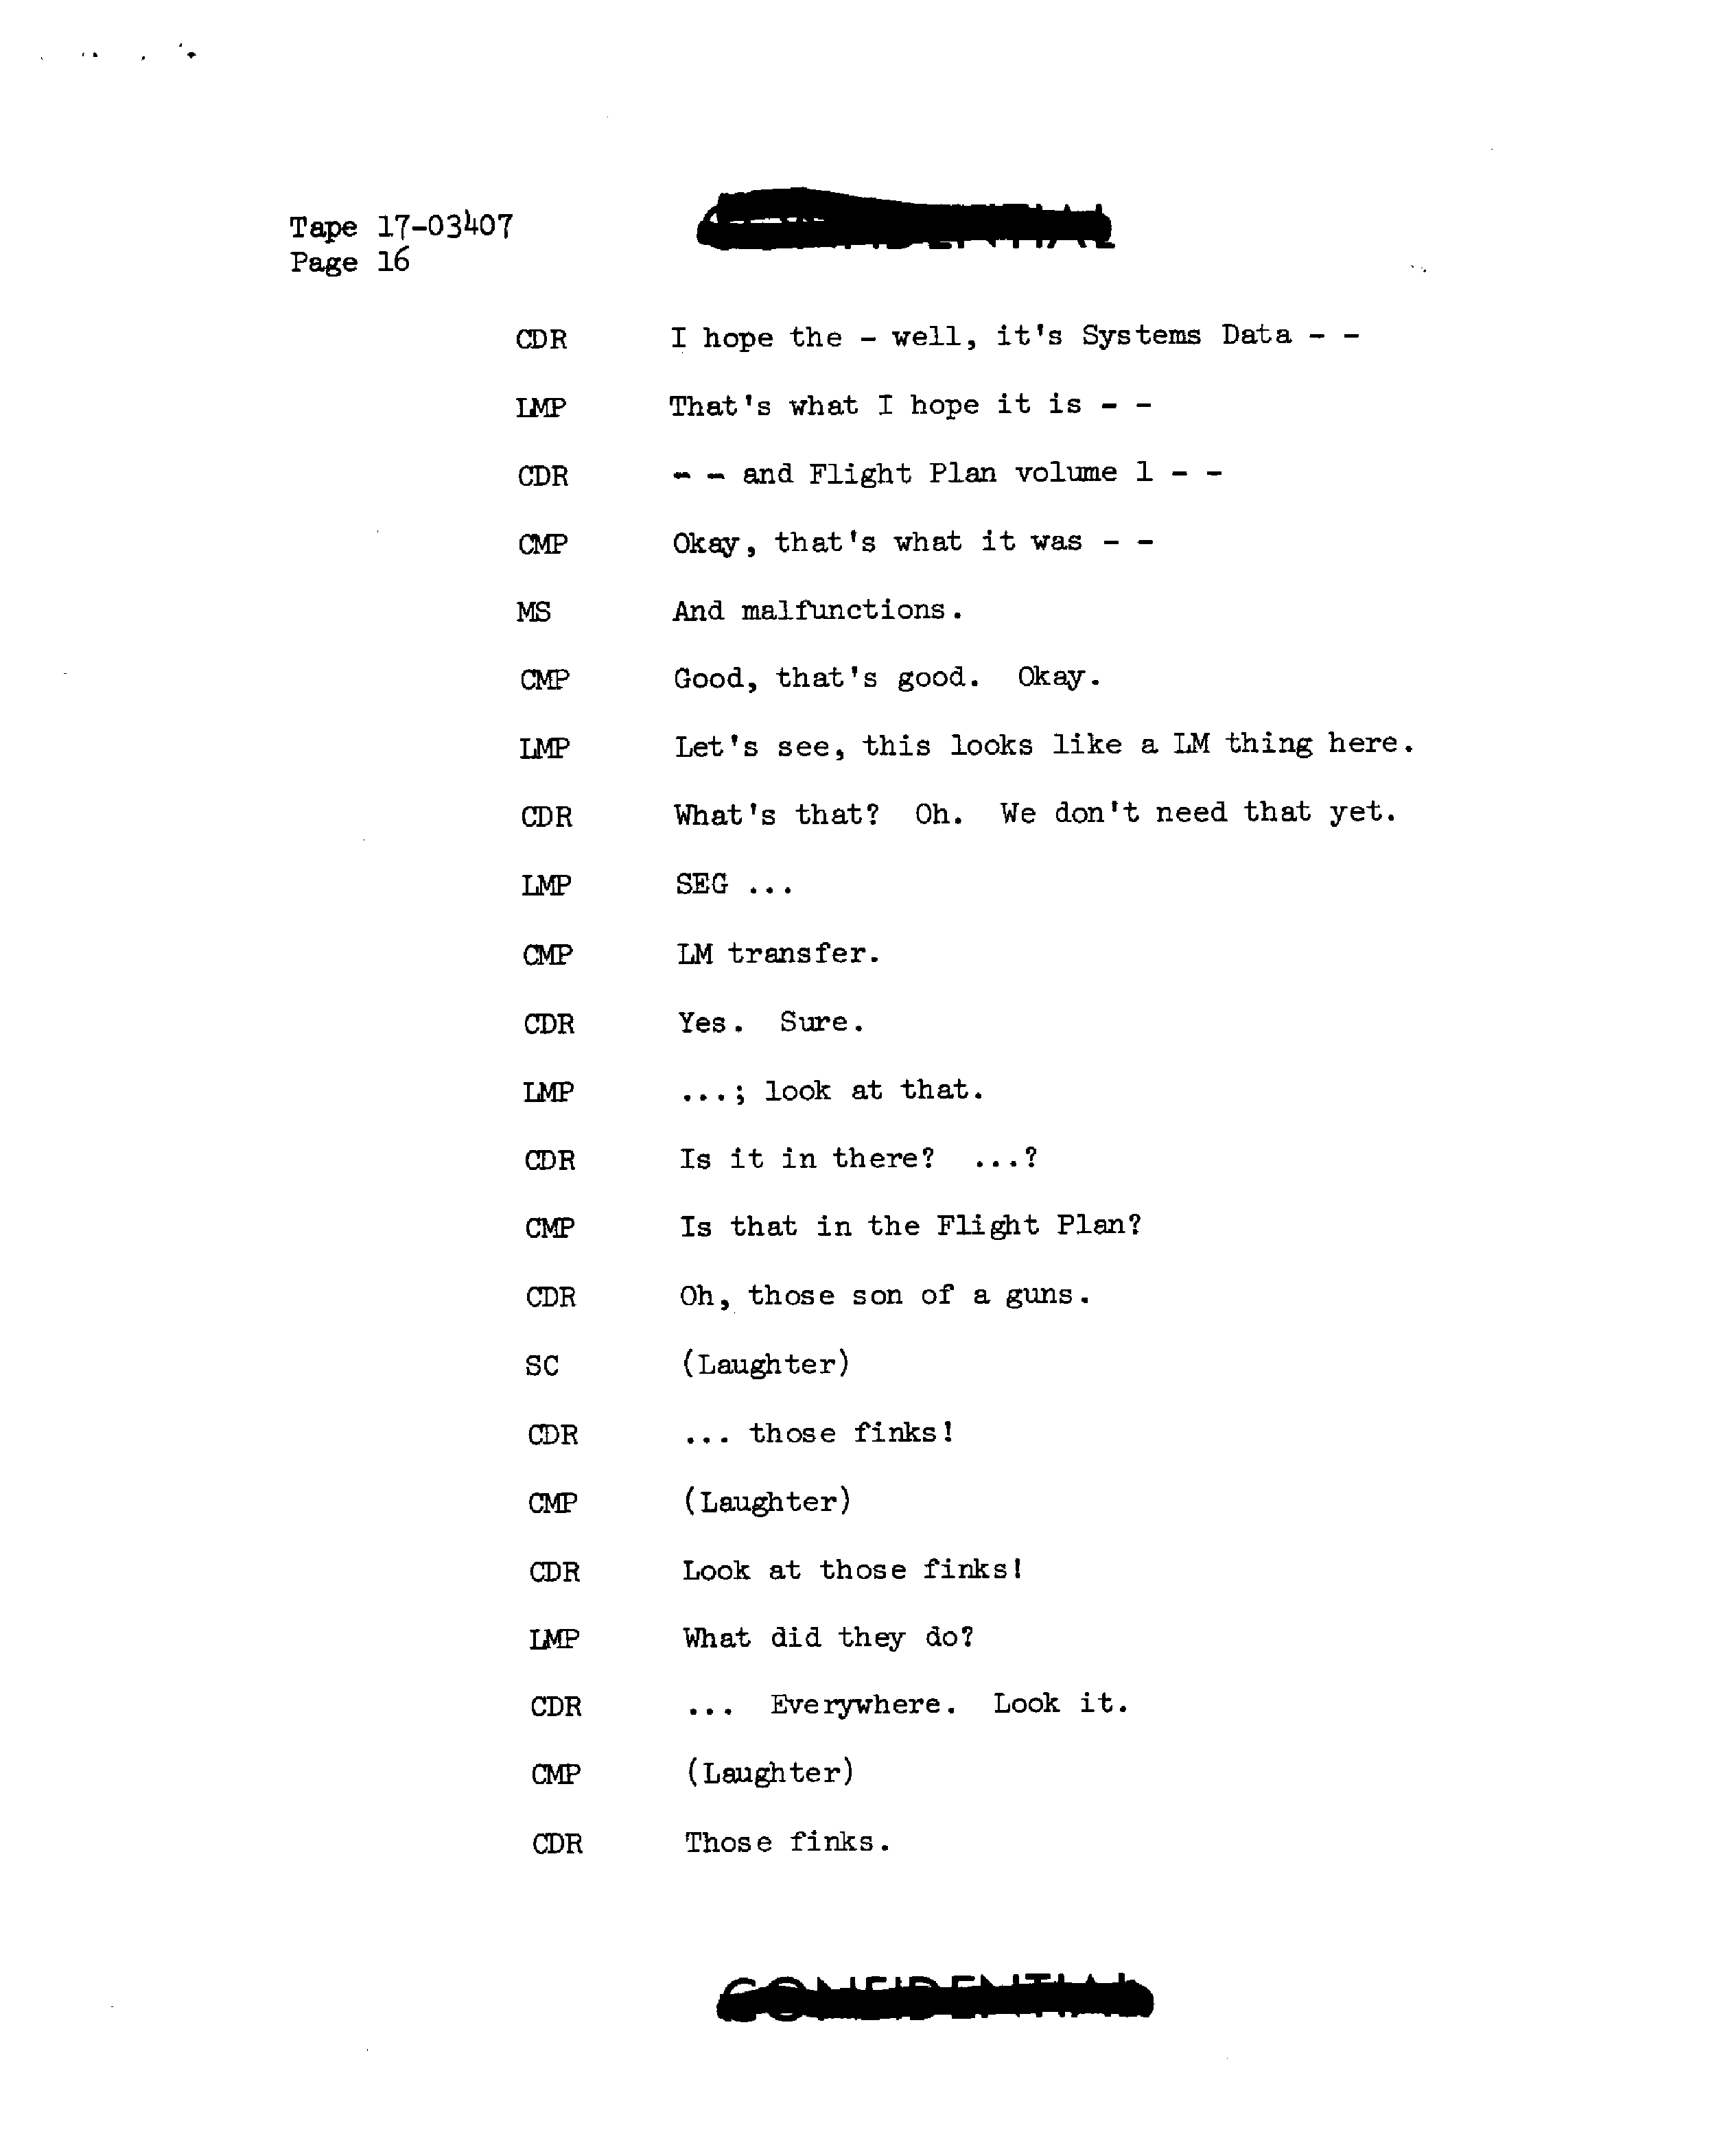 Tape 17-03407
Page 16
CONFIDENTIAL
CDR I hope the - well, it's Systems Data - -
LMP That's what I hope it is - -
CDR - - and Flight Plan volume 1 - -
CMP Okay, that's what it was - -
MS And malfunctions.
CMP Good, that's good. Okay.
LMP Let's see, this looks like a LM thing here.
CDR What's that? Oh. We don't need that yet.
LMP SEG ...
CMP LM transfer.
CDR Yes. Sure.
LMP ...; look at that.
CDR Is it in there? ...?
CMP Is that in the Flight Plan?
CDR Oh, those son of a guns.
SC (Laughter)
CDR ... those finks!
CMP (Laughter)
CDR Look at those finks!
LMP What did they do?
CDR ... Everywhere. Look it.
CMP (Laughter)
CDR Those finks.
CONFIDENTIAL